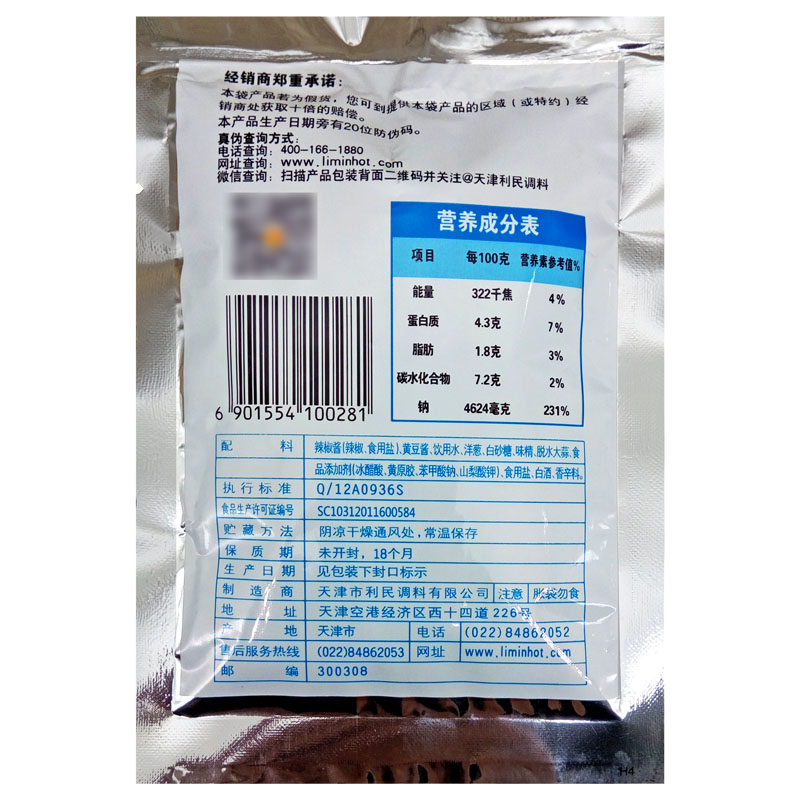 经销商郑重承诺：
本袋产品若为假货，您可到提供本袋产品的区域（或特约）经
销商处获取十倍的赔偿。
本产品生产日期旁有20位防伪码。
真伪查询方式：
电话查询：400-166-1880
网址查询：www.liminhot.com
微信查询：扫描产品包装背面二维码并关注@天津利民调料
营养成分表
项目 每100克 营养素参考值%
能量 322千焦 4%
蛋白质 4.3克 7%
脂肪 1.8克 3%
碳水化合物 7.2克 2%
钠 4624毫克 231%
6 901554 100281
配料 辣椒酱(辣椒、食用盐)、黄豆酱、饮用水、洋葱、白砂糖、味精、脱水大蒜、食
品添加剂(冰醋酸、黄原胶、苯甲酸钠、山梨酸钾)、食用盐、白酒、香辛料。
执行标准 Q/12A0936S
食品生产许可证编号 SC10312011600584
贮藏方法 阴凉干燥通风处，常温保存
保质期 未开封，18个月
生产日期 见包装下封口标示
制造商 天津市利民调料有限公司 注意 胀袋勿食
地址 天津空港经济区西十四道226号
产地 天津市 电话 (022)84862052
售后服务热线 (022)84862053 网址 www.liminhot.com
邮编 300308
H4